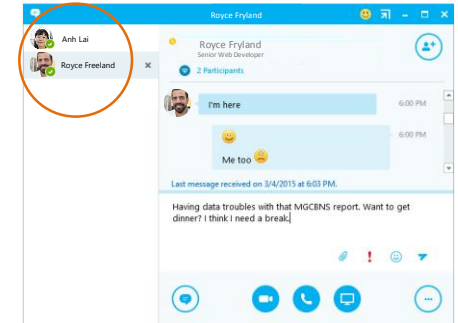 Royce Fryland
Anh Lai
Royce Freeland
Royce Fryland
Senior Web Developer
2 Participants
I'm here
6:00 PM
6:00 PM
Me too
Last message received on 3/4/2015 at 6:03 PM.
Having data troubles with that MGCBNS report. Want to get
dinner? I think I need a break.